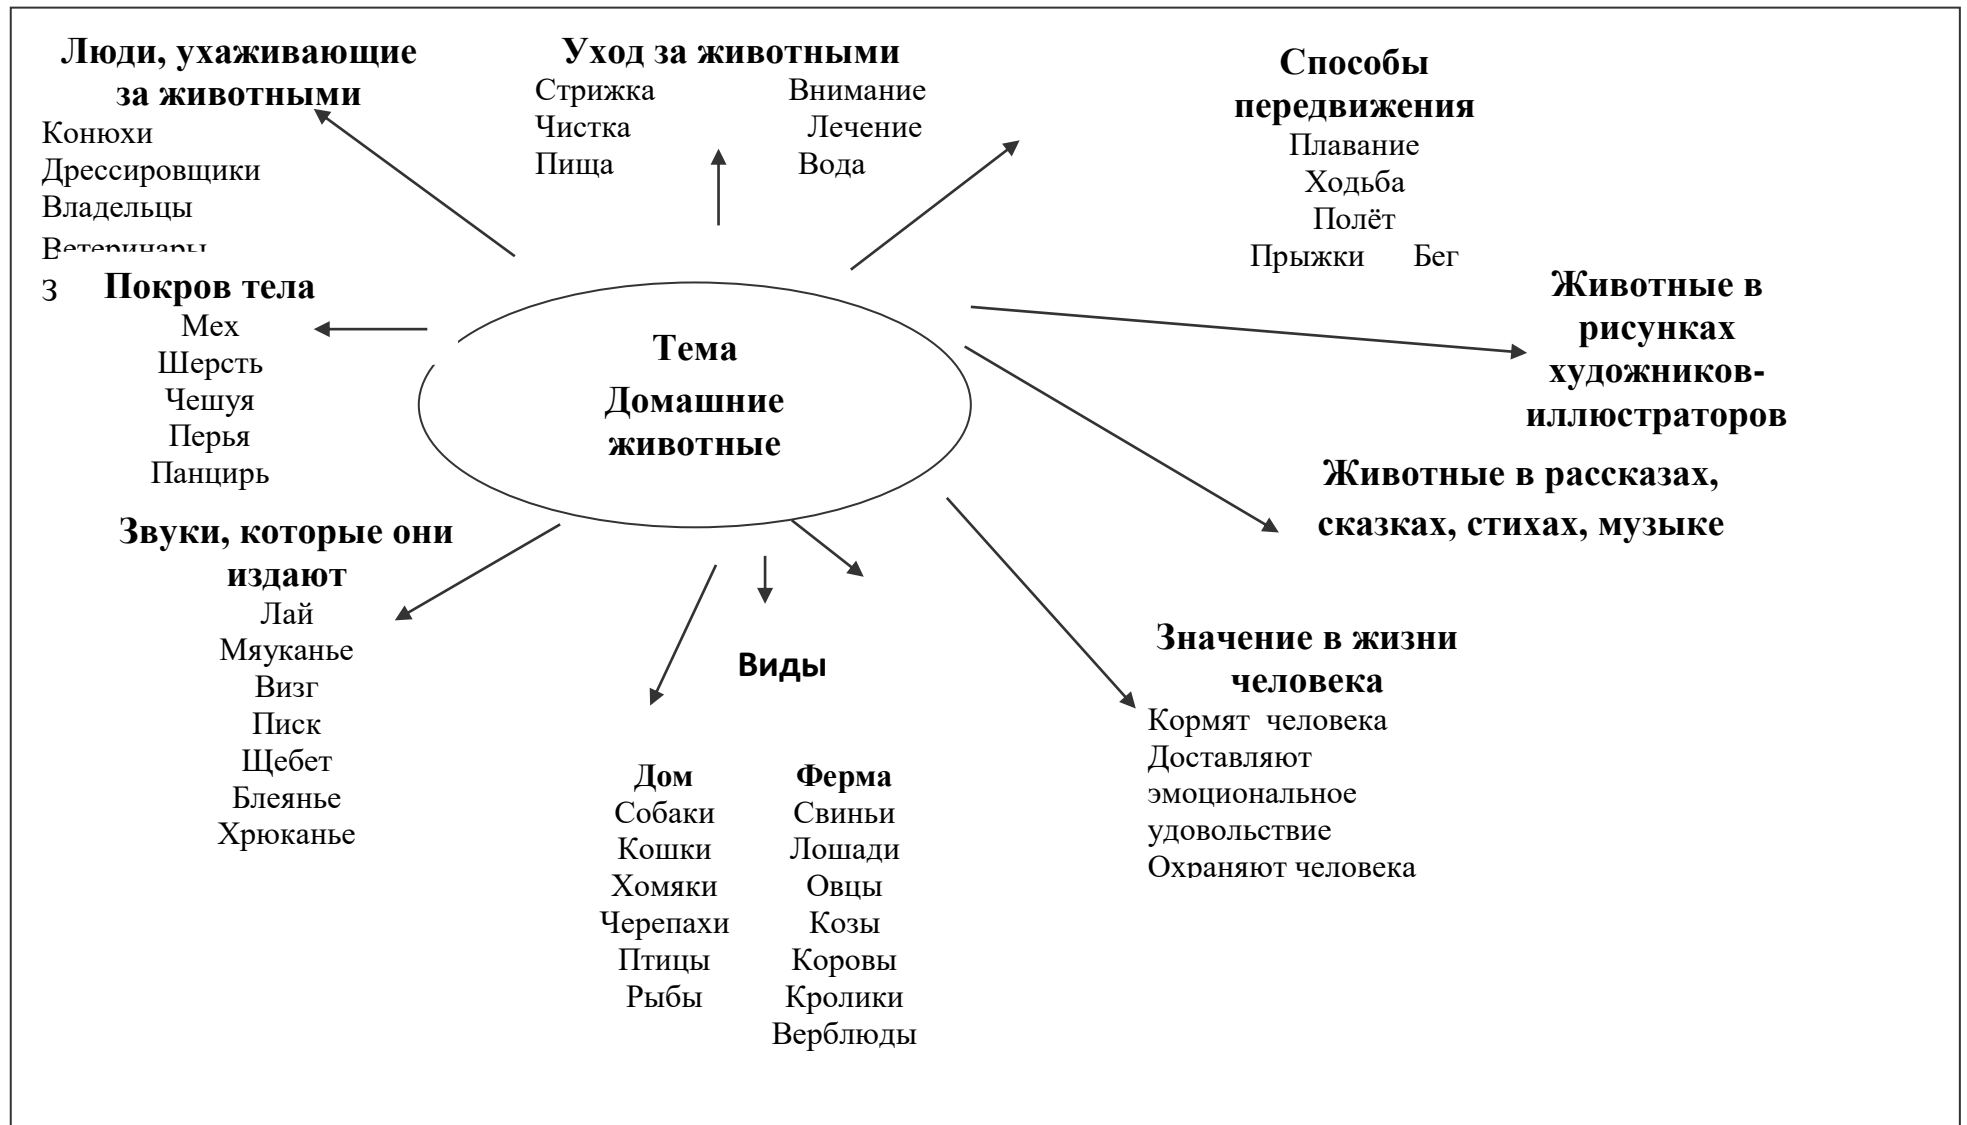 Люди, ухаживающие
за животными
Конюхи
Дрессировщики
Владельцы
Ветеринары
З
Уход за животными
Стрижка Внимание
Чистка Лечение
Пища Вода
Способы
передвижения
Плавание
Ходьба
Полёт
Прыжки Бег
Покров тела
Мех
Шерсть
Чешуя
Перья
Панцирь
Тема
Домашние
животные
Животные в
рисунках
художников-
иллюстраторов
Животные в рассказах,
сказках, стихах, музыке
Звуки, которые они
издают
Лай
Мяуканье
Визг
Писк
Щебет
Блеянье
Хрюканье
Виды
Дом
Собаки
Кошки
Хомяки
Черепахи
Птицы
Рыбы
Ферма
Свиньи
Лошади
Овцы
Козы
Коровы
Кролики
Верблюды
Значение в жизни
человека
Кормят человека
Доставляют
эмоциональное
удовольствие
Охраняют человека